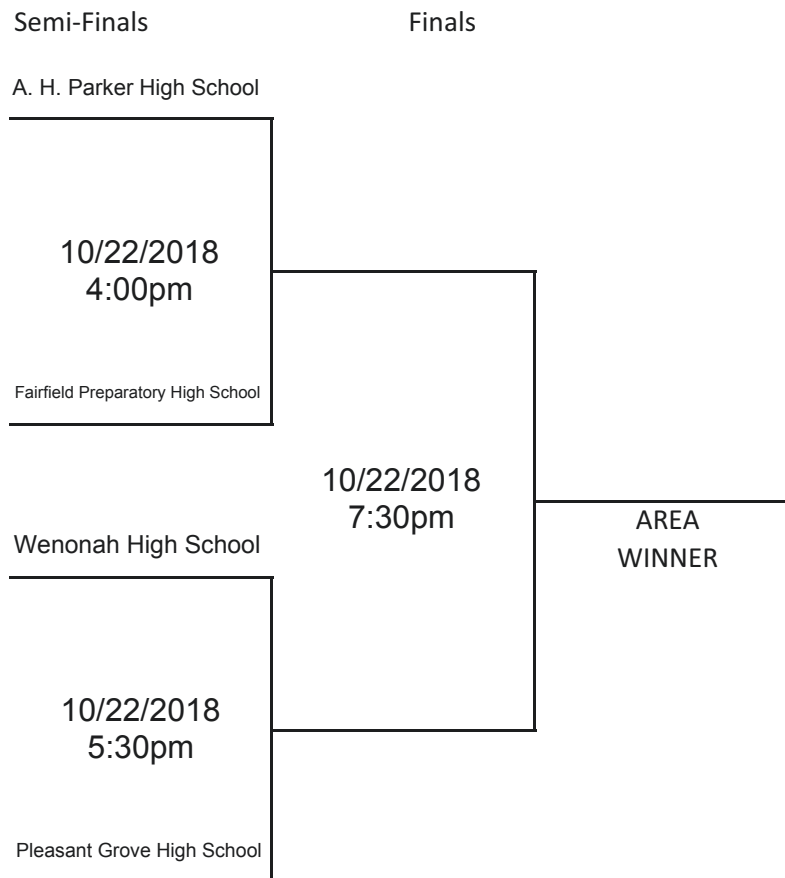 Semi-Finals
Finals
A. H. Parker High School
10/22/2018
4:00pm
Fairfield Preparatory High School
10/22/2018
7:30pm
AREA
WINNER
Wenonah High School
10/22/2018
5:30pm
Pleasant Grove High School